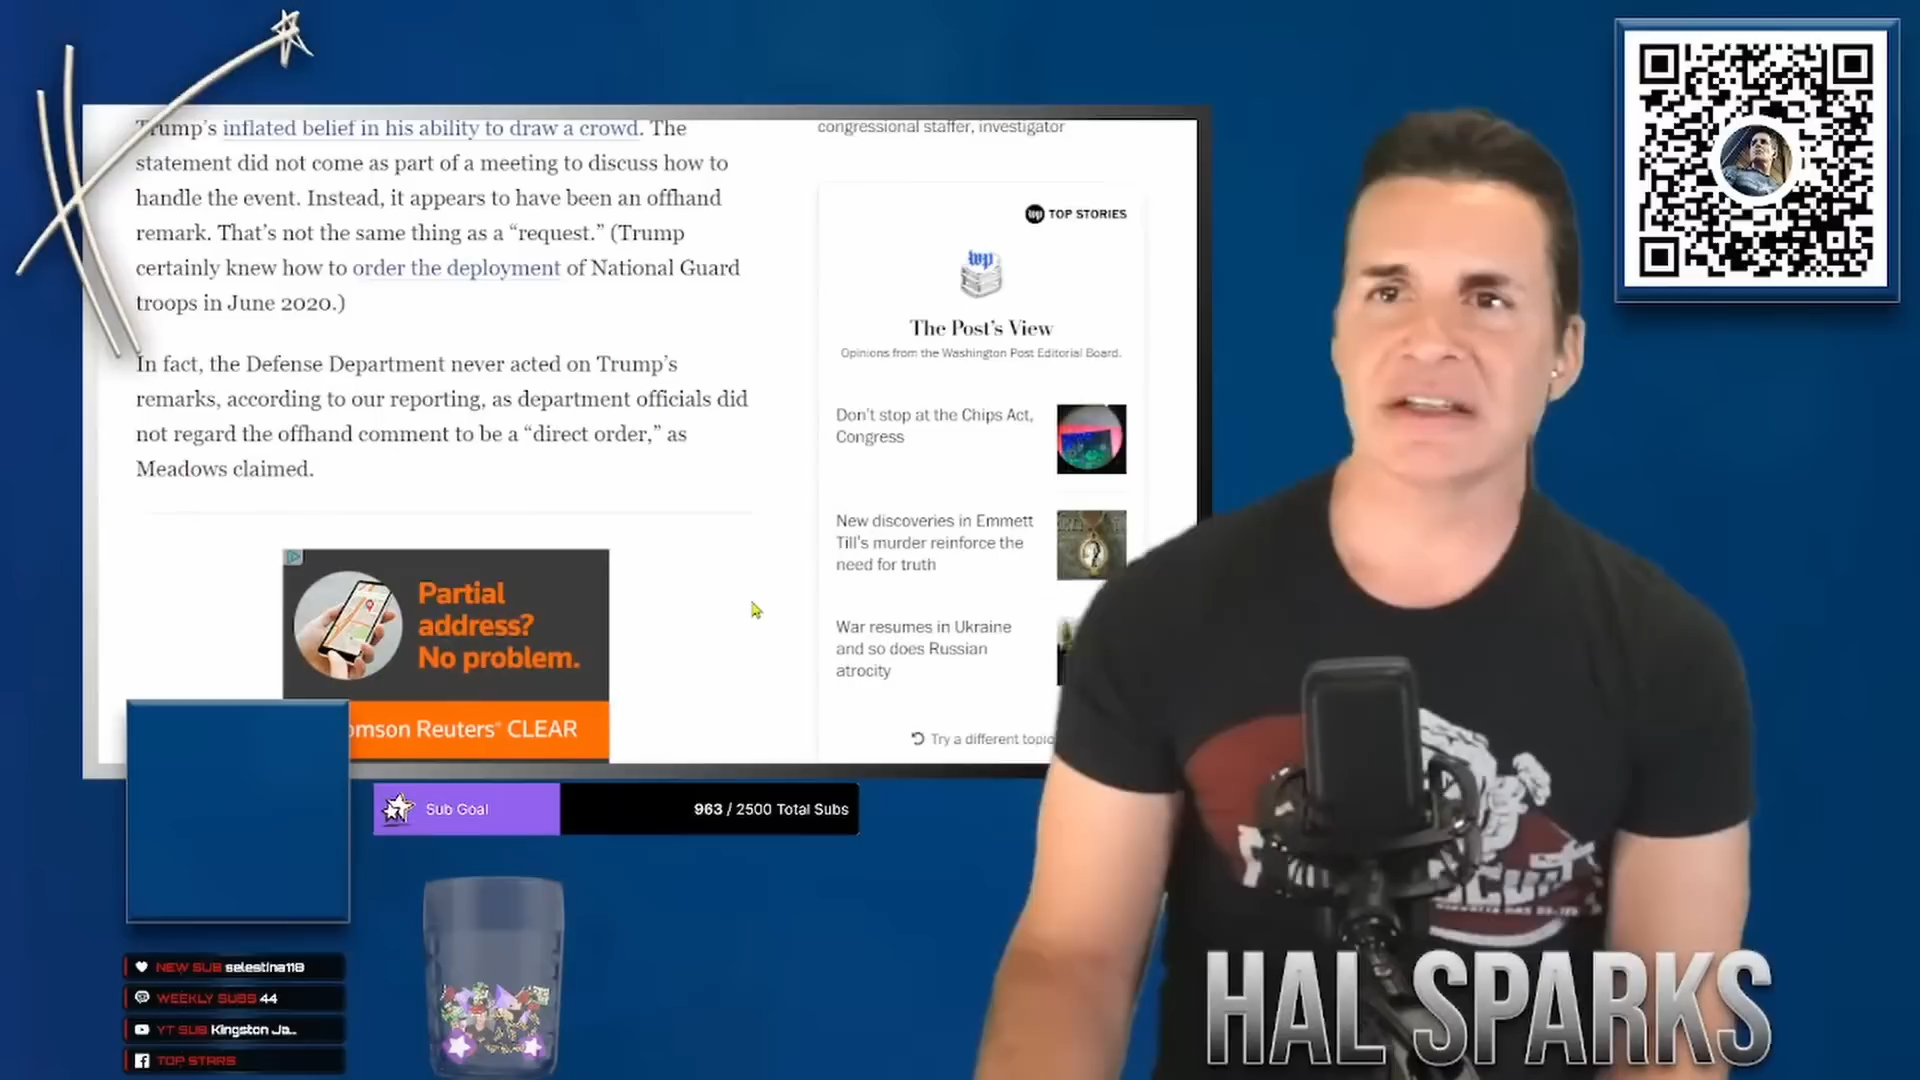 Trump's inflated belief in his ability to draw a crowd. The
statement did not come as part of a meeting to discuss how to
handle the event. Instead, it appears to have been an offhand
remark. That's not the same thing as a “request.” (Trump
certainly knew how to order the deployment of National Guard
troops in June 2020.)
In fact, the Defense Department never acted on Trump's
remarks, according to our reporting, as department officials did
not regard the offhand comment to be a “direct order,” as
Meadows claimed.
Partial
address?
No problem.
omson Reuters® CLEAR
congressional staffer, investigator
wp TOP STORIES
wp
The Post's View
Opinions from the Washington Post Editorial Board.
Don't stop at the Chips Act,
Congress
New discoveries in Emmett
Till's murder reinforce the
need for truth
War resumes in Ukraine
and so does Russian
atrocity
Try a different topic
Sub Goal 963 / 2500 Total Subs
NEW SUB selestina118
WEEKLY SUBS 44
YT SUB Kingston Ja...
TOP STARS
HAL SPARKS